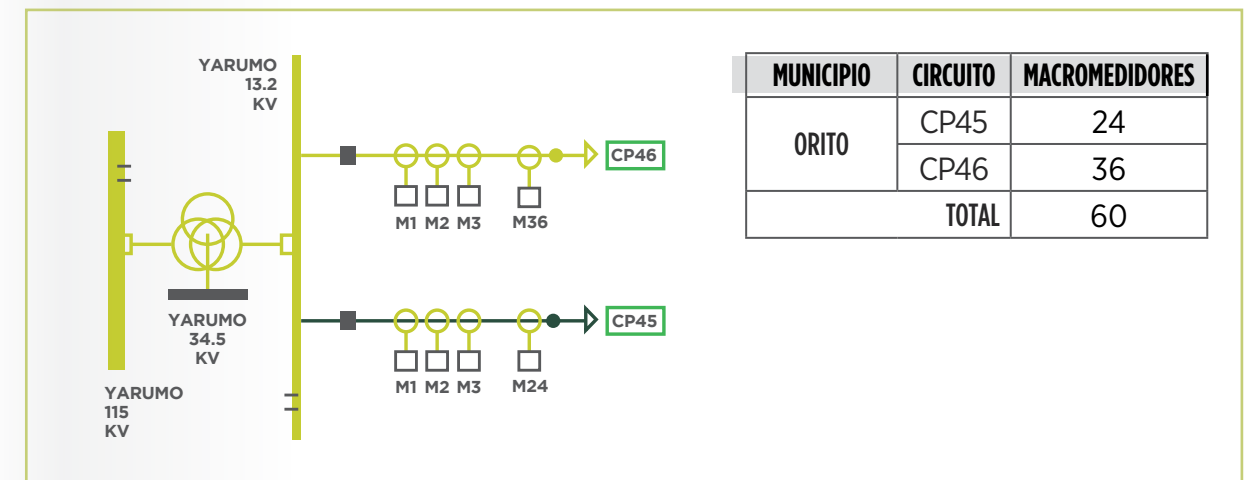 YARUMO
13.2
KV
CP46
M1 M2 M3 M36
YARUMO
34.5
KV
CP45
M1 M2 M3 M24
YARUMO
115
KV
MUNICIPIO CIRCUITO MACROMEDIDORES
ORITO
CP45 24
CP46 36
TOTAL 60